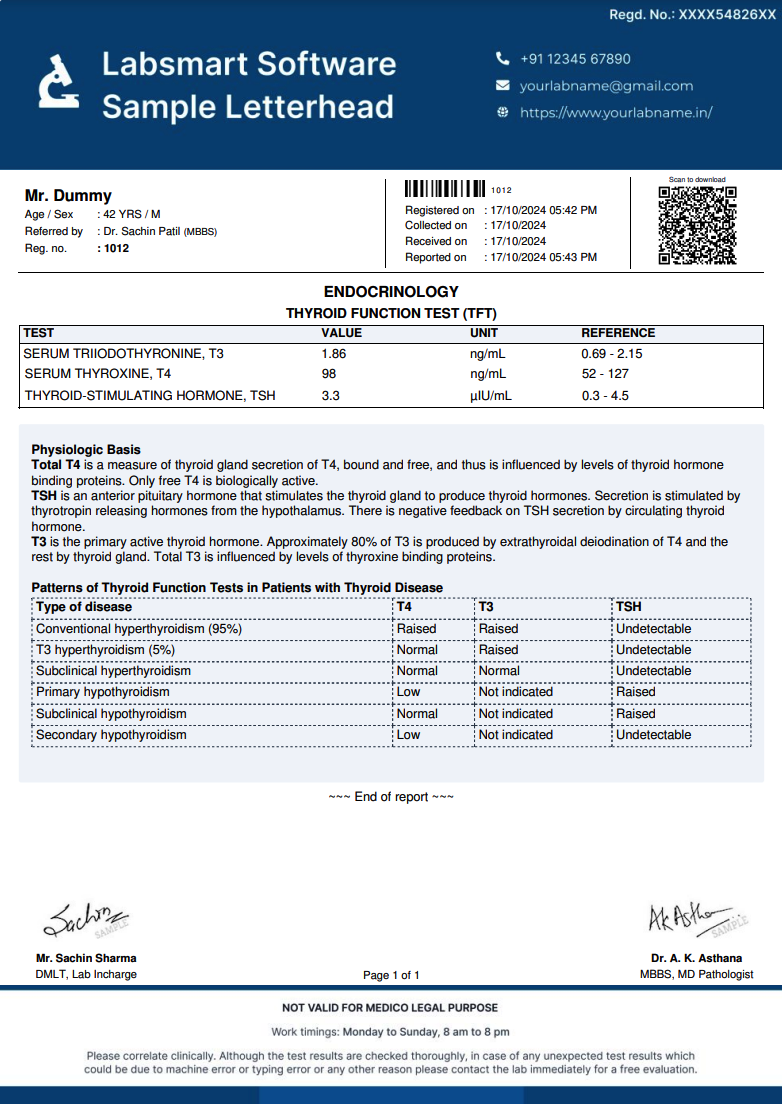 Regd. No.: XXXX54826XX
Labsmart Software
Sample Letterhead
+91 12345 67890
yourlabname@gmail.com
https://www.yourlabname.in/
Mr. Dummy
Age / Sex : 42 YRS / M
Referred by : Dr. Sachin Patil (MBBS)
Reg. no. : 1012
1012
Registered on : 17/10/2024 05:42 PM
Collected on : 17/10/2024
Received on : 17/10/2024
Reported on : 17/10/2024 05:43 PM
Scan to download
ENDOCRINOLOGY
THYROID FUNCTION TEST (TFT)
TEST VALUE UNIT REFERENCE
SERUM TRIIODOTHYRONINE, T3 1.86 ng/mL 0.69 - 2.15
SERUM THYROXINE, T4 98 ng/mL 52 - 127
THYROID-STIMULATING HORMONE, TSH 3.3 µIU/mL 0.3 - 4.5
Physiologic Basis
Total T4 is a measure of thyroid gland secretion of T4, bound and free, and thus is influenced by levels of thyroid hormone
binding proteins. Only free T4 is biologically active.
TSH is an anterior pituitary hormone that stimulates the thyroid gland to produce thyroid hormones. Secretion is stimulated by
thyrotropin releasing hormones from the hypothalamus. There is negative feedback on TSH secretion by circulating thyroid
hormone.
T3 is the primary active thyroid hormone. Approximately 80% of T3 is produced by extrathyroidal deiodination of T4 and the
rest by thyroid gland. Total T3 is influenced by levels of thyroxine binding proteins.
Patterns of Thyroid Function Tests in Patients with Thyroid Disease
Type of disease T4 T3 TSH
Conventional hyperthyroidism (95%) Raised Raised Undetectable
T3 hyperthyroidism (5%) Normal Raised Undetectable
Subclinical hyperthyroidism Normal Normal Undetectable
Primary hypothyroidism Low Not indicated Raised
Subclinical hypothyroidism Normal Not indicated Raised
Secondary hypothyroidism Low Not indicated Undetectable
~~~ End of report ~~~
Sachin
SAMPLE
Mr. Sachin Sharma
DMLT, Lab Incharge
Page 1 of 1
AK Astha
SAMPLE
Dr. A. K. Asthana
MBBS, MD Pathologist
NOT VALID FOR MEDICO LEGAL PURPOSE
Work timings: Monday to Sunday, 8 am to 8 pm
Please correlate clinically. Although the test results are checked thoroughly, in case of any unexpected test results which
could be due to machine error or typing error or any other reason please contact the lab immediately for a free evaluation.